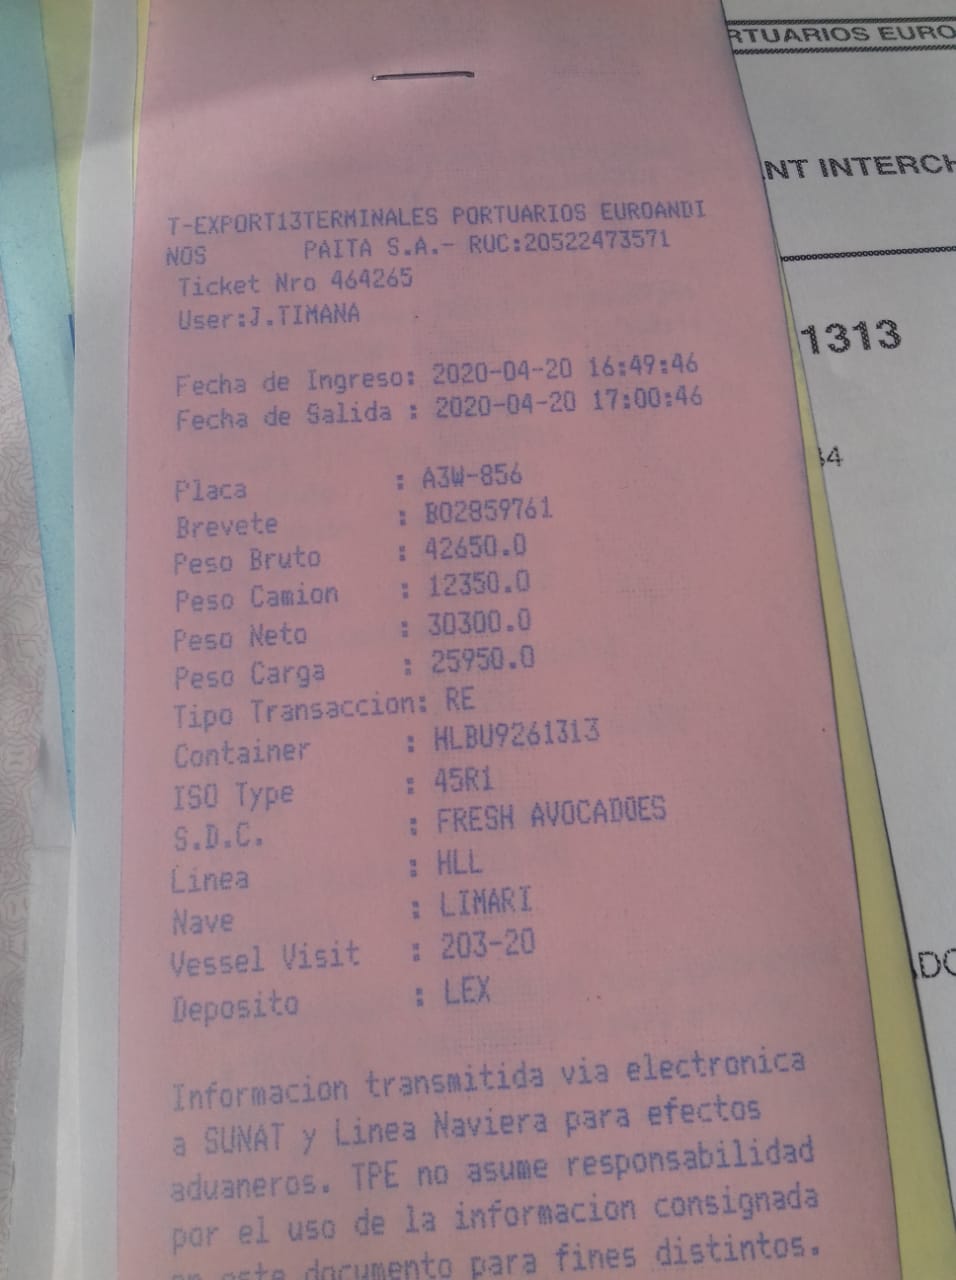 RTUARIOS EURO
NT INTERCH
1313
34
ADO
T-EXPORT13TERMINALES PORTUARIOS EUROANDI
NOS PAITA S.A.- RUC:20522473571
Ticket Nro 464265
User:J.TIMANA
Fecha de Ingreso: 2020-04-20 16:49:46
Fecha de Salida : 2020-04-20 17:00:46
Placa : A3W-856
Brevete : B02859761
Peso Bruto : 42650.0
Peso Camion : 12350.0
Peso Neto : 30300.0
Peso Carga : 25950.0
Tipo Transaccion: RE
Container : HLBU9261313
ISO Type : 45R1
S.D.C. : FRESH AVOCADOES
Linea : HLL
Nave : LIMARI
Vessel Visit : 203-20
Deposito : LEX
Informacion transmitida via electronica
a SUNAT y Linea Naviera para efectos
aduaneros. TPE no asume responsabilidad
por el uso de la informacion consignada
en este documento para fines distintos.